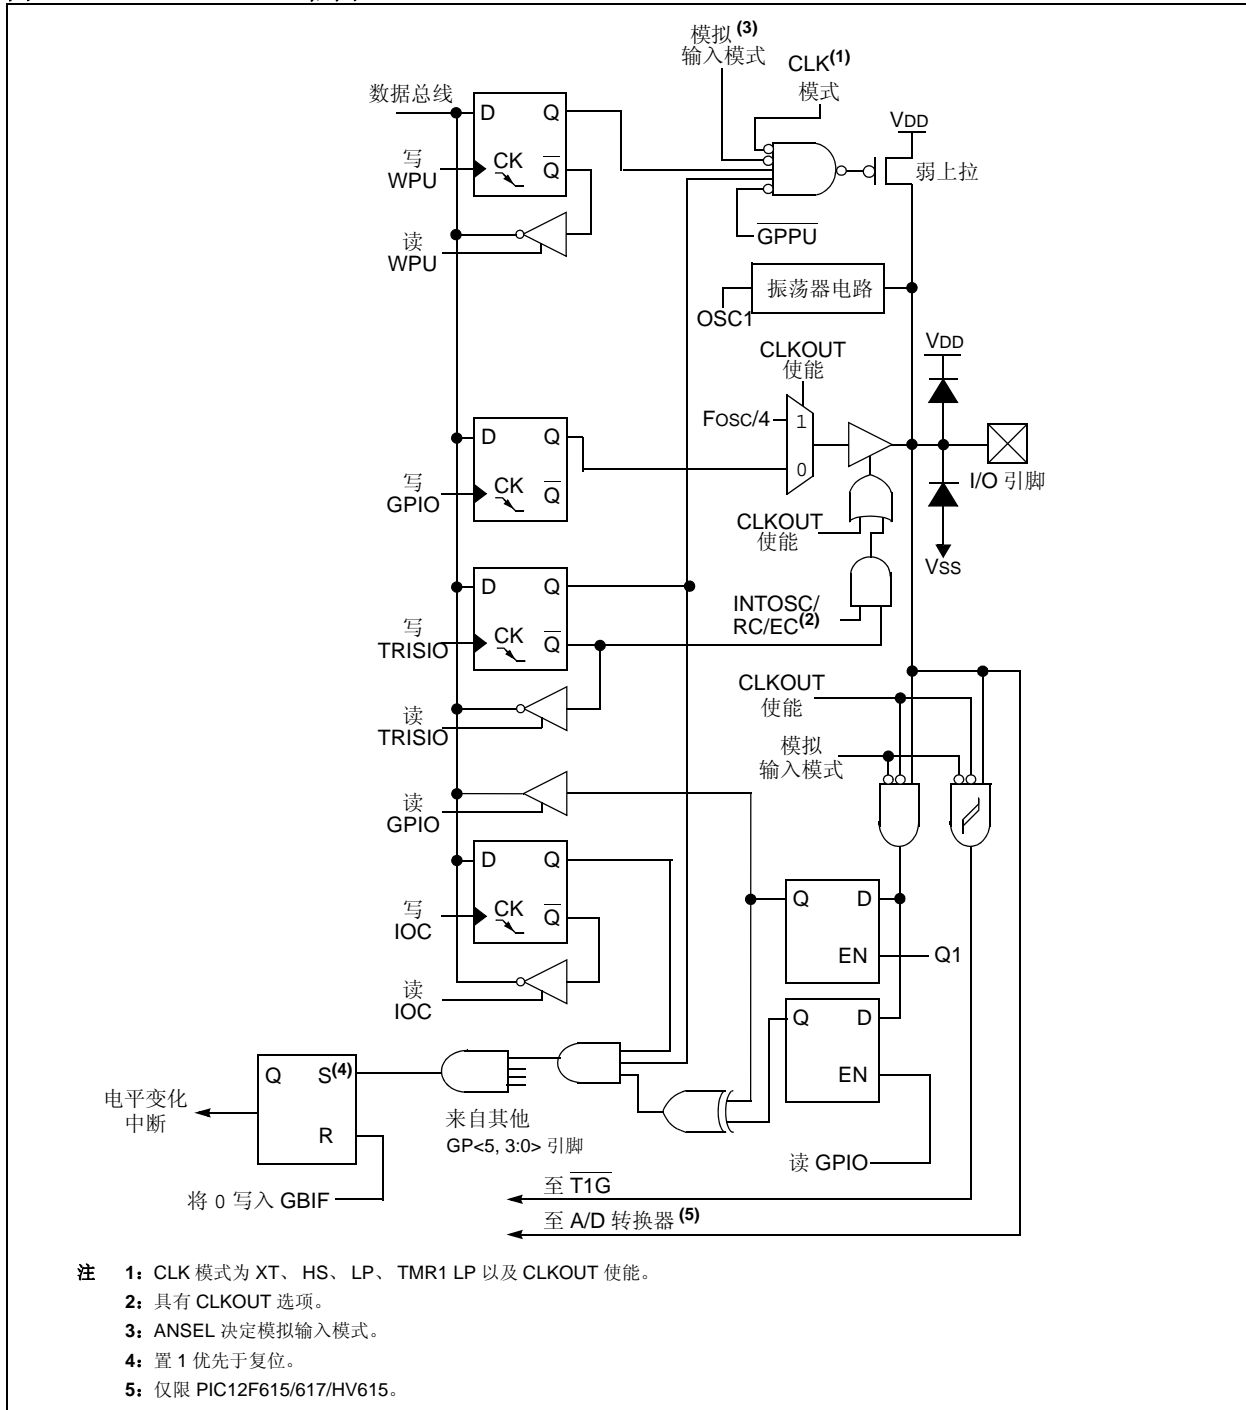 模拟 (3)
输入模式
CLK(1)
模式
数据总线
D Q
VDD
写
WPU
CK Q
弱上拉
读
WPU
GPPU
振荡器电路
OSC1
CLKOUT
使能
VDD
FOSC/4
1
D Q
0
I/O 引脚
写
GPIO
CK Q
CLKOUT
使能
VSS
D Q
INTOSC/
RC/EC(2)
写
TRISIO
CK Q
CLKOUT
使能
读
TRISIO
模拟
输入模式
读
GPIO
D Q
Q D
写
IOC
CK Q
EN
Q1
读
IOC
Q D
Q S(4)
EN
电平变化
中断
R
来自其他
GP<5, 3:0> 引脚
读 GPIO
将 0 写入 GBIF
至 T1G
至 A/D 转换器 (5)
注 1: CLK 模式为 XT、 HS、 LP、 TMR1 LP 以及 CLKOUT 使能。
2: 具有 CLKOUT 选项。
3: ANSEL 决定模拟输入模式。
4: 置 1 优先于复位。
5: 仅限 PIC12F615/617/HV615。